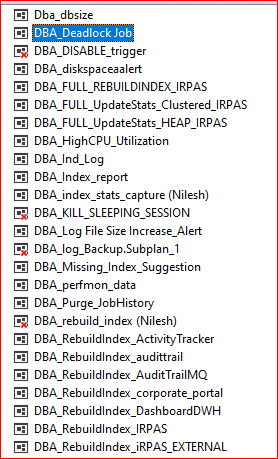 Dba_dbsize
DBA_Deadlock Job
DBA_DISABLE_trigger
DBA_diskspaceaalert
DBA_FULL_REBUILDINDEX_IRPAS
DBA_FULL_UpdateStats_Clustered_IRPAS
DBA_FULL_UpdateStats_HEAP_IRPAS
DBA_HighCPU_Utilization
DBA_Ind_Log
DBA_Index_report
DBA_index_stats_capture (Nilesh)
DBA_KILL_SLEEPING_SESSION
DBA_Log File Size Increase_Alert
DBA_log_Backup.Subplan_1
DBA_Missing_Index_Suggestion
DBA_perfmon_data
DBA_Purge_JobHistory
DBA_rebuild_index (Nilesh)
DBA_RebuildIndex_ActivityTracker
DBA_RebuildIndex_audittrail
DBA_RebuildIndex_AuditTrailMQ
DBA_RebuildIndex_corporate_portal
DBA_RebuildIndex_DashboardDWH
DBA_RebuildIndex_IRPAS
DBA_RebuildIndex_iRPAS_EXTERNAL